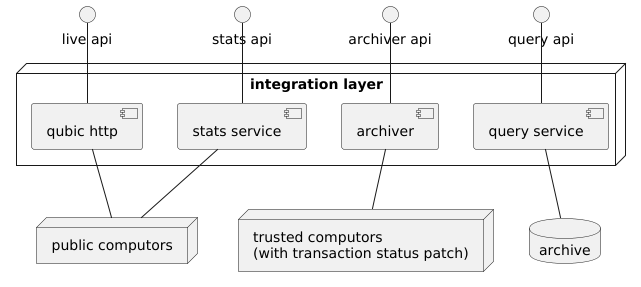 live api
stats api
archiver api
query api
integration layer
qubic http
stats service
archiver
query service
public computors
trusted computors
(with transaction status patch)
archive